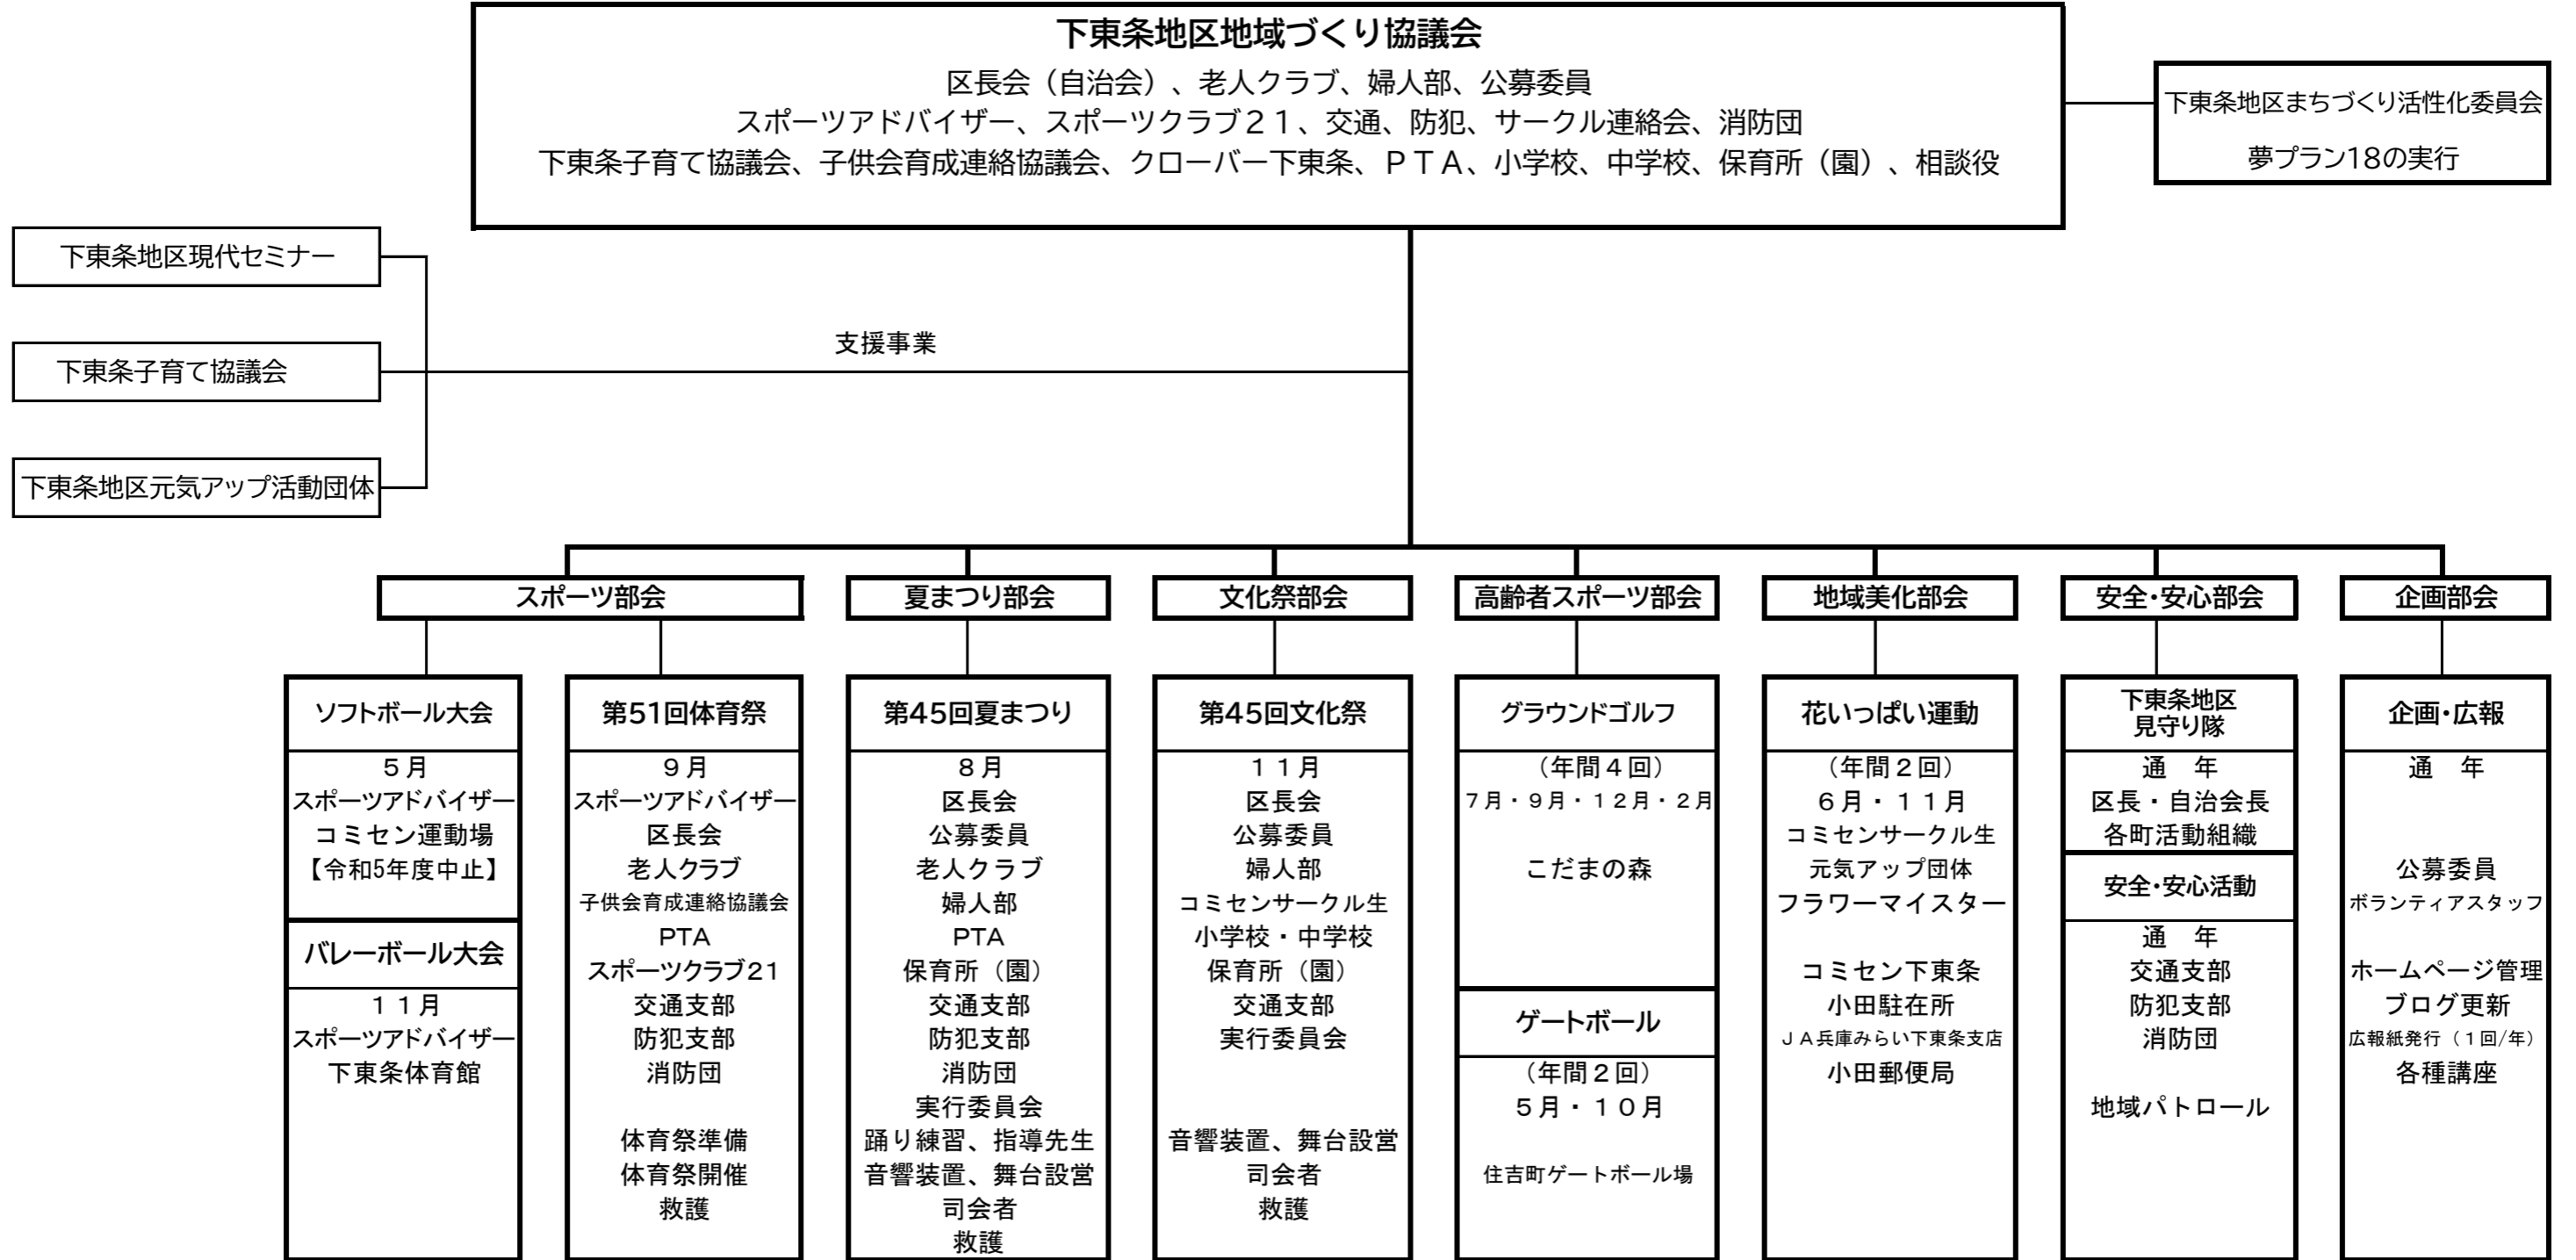 下東条地区地域づくり協議会
区長会（自治会）、老人クラブ、婦人部、公募委員
スポーツアドバイザー、スポーツクラブ２１、交通、防犯、サークル連絡会、消防団
下東条子育て協議会、子供会育成連絡協議会、クローバー下東条、ＰＴＡ、小学校、中学校、保育所（園）、相談役
下東条地区まちづくり活性化委員会
夢プラン18の実行
下東条地区現代セミナー
下東条子育て協議会
下東条地区元気アップ活動団体
支援事業
スポーツ部会
ソフトボール大会
５月
スポーツアドバイザー
コミセン運動場
【令和5年度中止】
バレーボール大会
１１月
スポーツアドバイザー
下東条体育館
第51回体育祭
９月
スポーツアドバイザー
区長会
老人クラブ
子供会育成連絡協議会
PTA
スポーツクラブ21
交通支部
防犯支部
消防団
体育祭準備
体育祭開催
救護
夏まつり部会
第45回夏まつり
８月
区長会
公募委員
老人クラブ
婦人部
PTA
保育所（園）
交通支部
防犯支部
消防団
実行委員会
踊り練習、指導先生
音響装置、舞台設営
司会者
救護
文化祭部会
第45回文化祭
１１月
区長会
公募委員
婦人部
コミセンサークル生
小学校・中学校
保育所（園）
交通支部
実行委員会
音響装置、舞台設営
司会者
救護
高齢者スポーツ部会
グラウンドゴルフ
（年間４回）
７月・９月・１２月・２月
こだまの森
ゲートボール
（年間２回）
５月・１０月
住吉町ゲートボール場
地域美化部会
花いっぱい運動
（年間２回）
６月・１１月
コミセンサークル生
元気アップ団体
フラワーマイスター
コミセン下東条
小田駐在所
ＪＡ兵庫みらい下東条支店
小田郵便局
安全・安心部会
下東条地区
見守り隊
通　年
区長・自治会長
各町活動組織
安全・安心活動
通　年
交通支部
防犯支部
消防団
地域パトロール
企画部会
企画・広報
通　年
公募委員
ボランティアスタッフ
ホームページ管理
ブログ更新
広報紙発行（１回/年）
各種講座